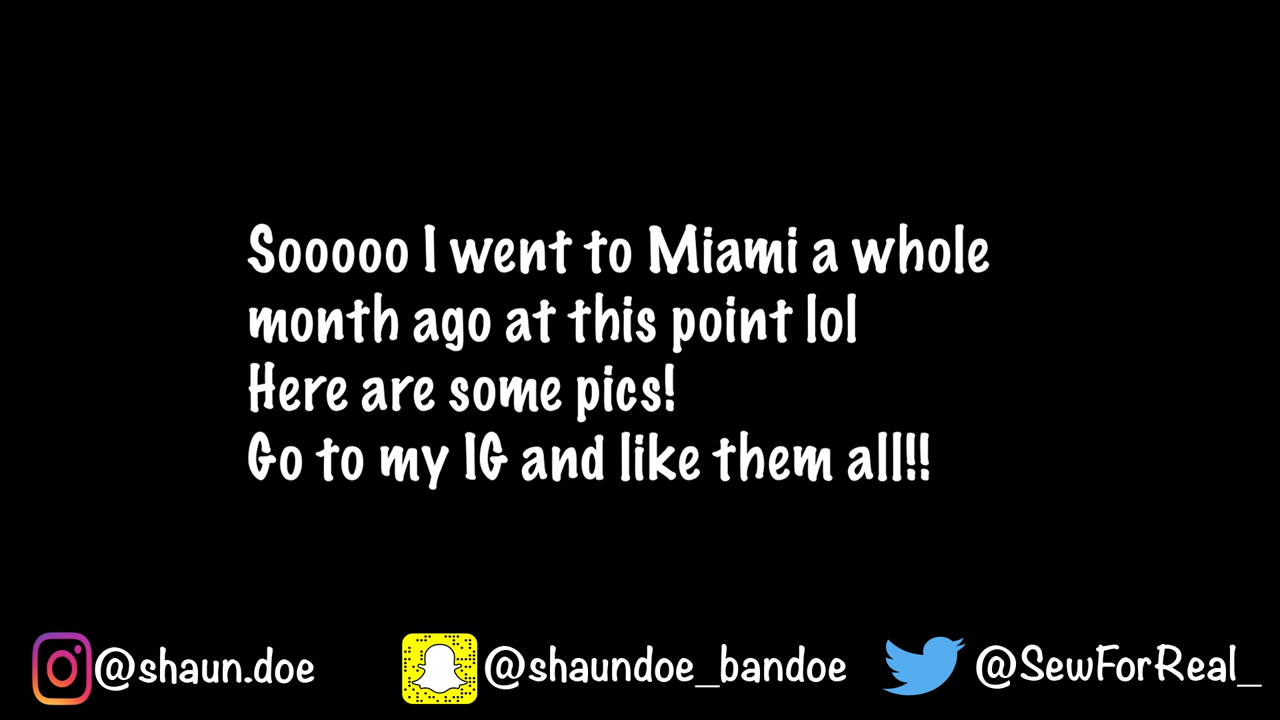 Sooooo I went to Miami a whole
month ago at this point lol
Here are some pics!
Go to my IG and like them all!!
@shaun.doe @shaundoe_bandoe @SewForReal_